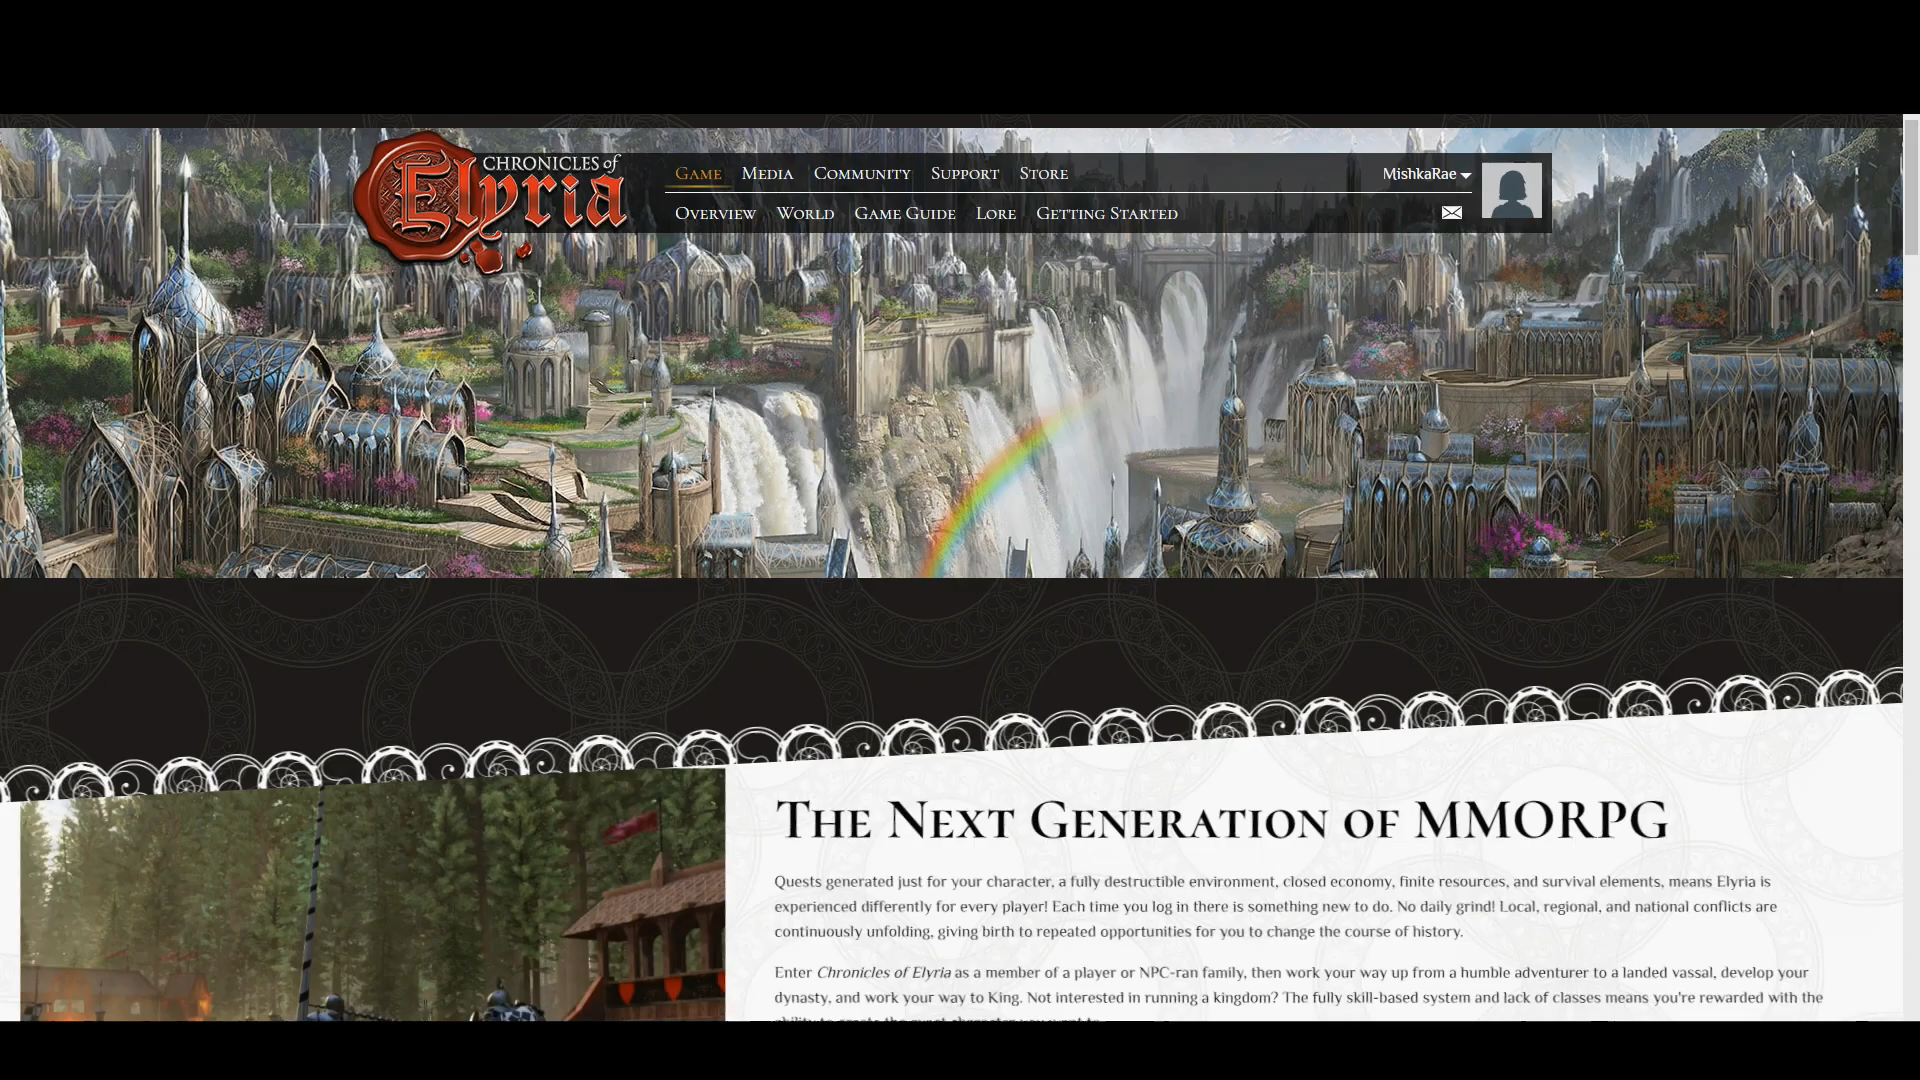 CHRONICLES of
Elyria
GAME MEDIA COMMUNITY SUPPORT STORE
MishkaRae
OVERVIEW WORLD GAME GUIDE LORE GETTING STARTED
THE NEXT GENERATION OF MMORPG
Quests generated just for your character, a fully destructible environment, closed economy, finite resources, and survival elements, means Elyria is
experienced differently for every player! Each time you log in there is something new to do. No daily grind! Local, regional, and national conflicts are
continuously unfolding, giving birth to repeated opportunities for you to change the course of history.
Enter Chronicles of Elyria as a member of a player or NPC-ran family, then work your way up from a humble adventurer to a landed vassal, develop your
dynasty, and work your way to King. Not interested in running a kingdom? The fully skill-based system and lack of classes means you're rewarded with the